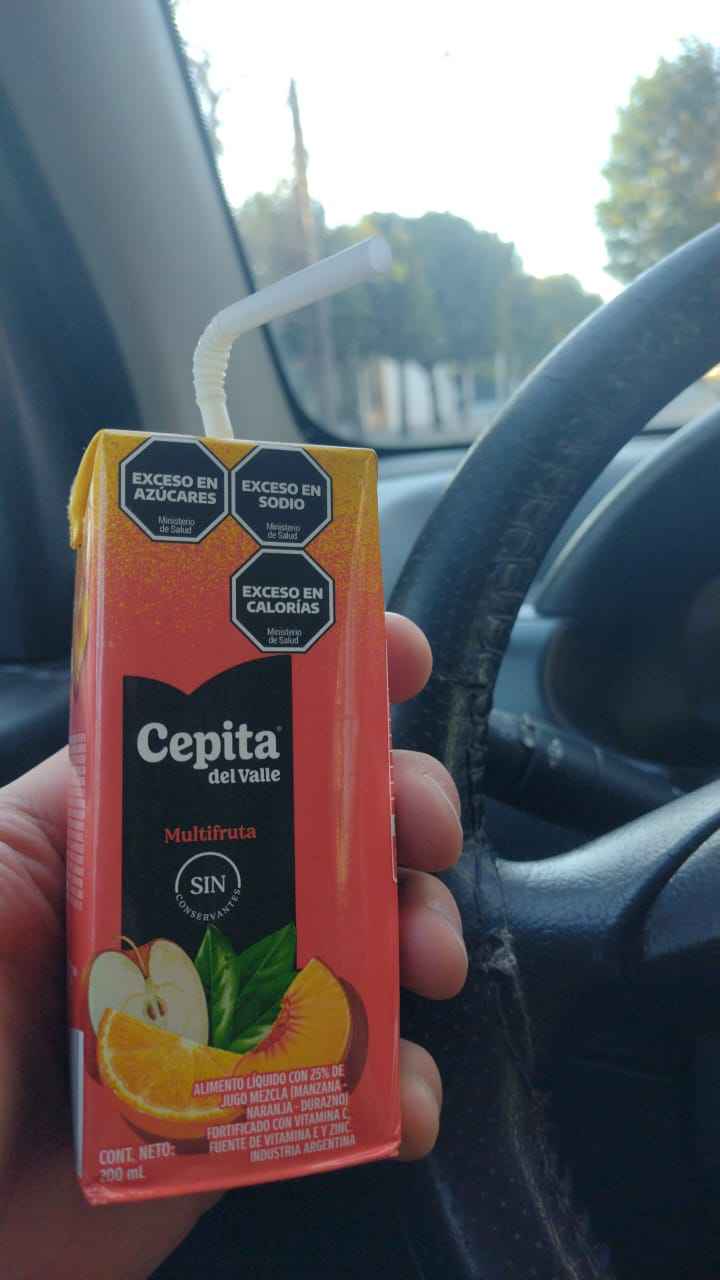 EXCESO EN
AZÚCARES
Ministerio
de Salud
EXCESO EN
SODIO
Ministerio
de Salud
EXCESO EN
CALORÍAS
Ministerio
de Salud
Cepita®
del Valle
Multifruta
SIN
CONSERVANTES
ALIMENTO LÍQUIDO CON 25% DE
JUGO MEZCLA (MANZANA -
NARANJA - DURAZNO)
FORTIFICADO CON VITAMINA C,
FUENTE DE VITAMINA E Y ZINC.
INDUSTRIA ARGENTINA
CONT. NETO:
200 mL